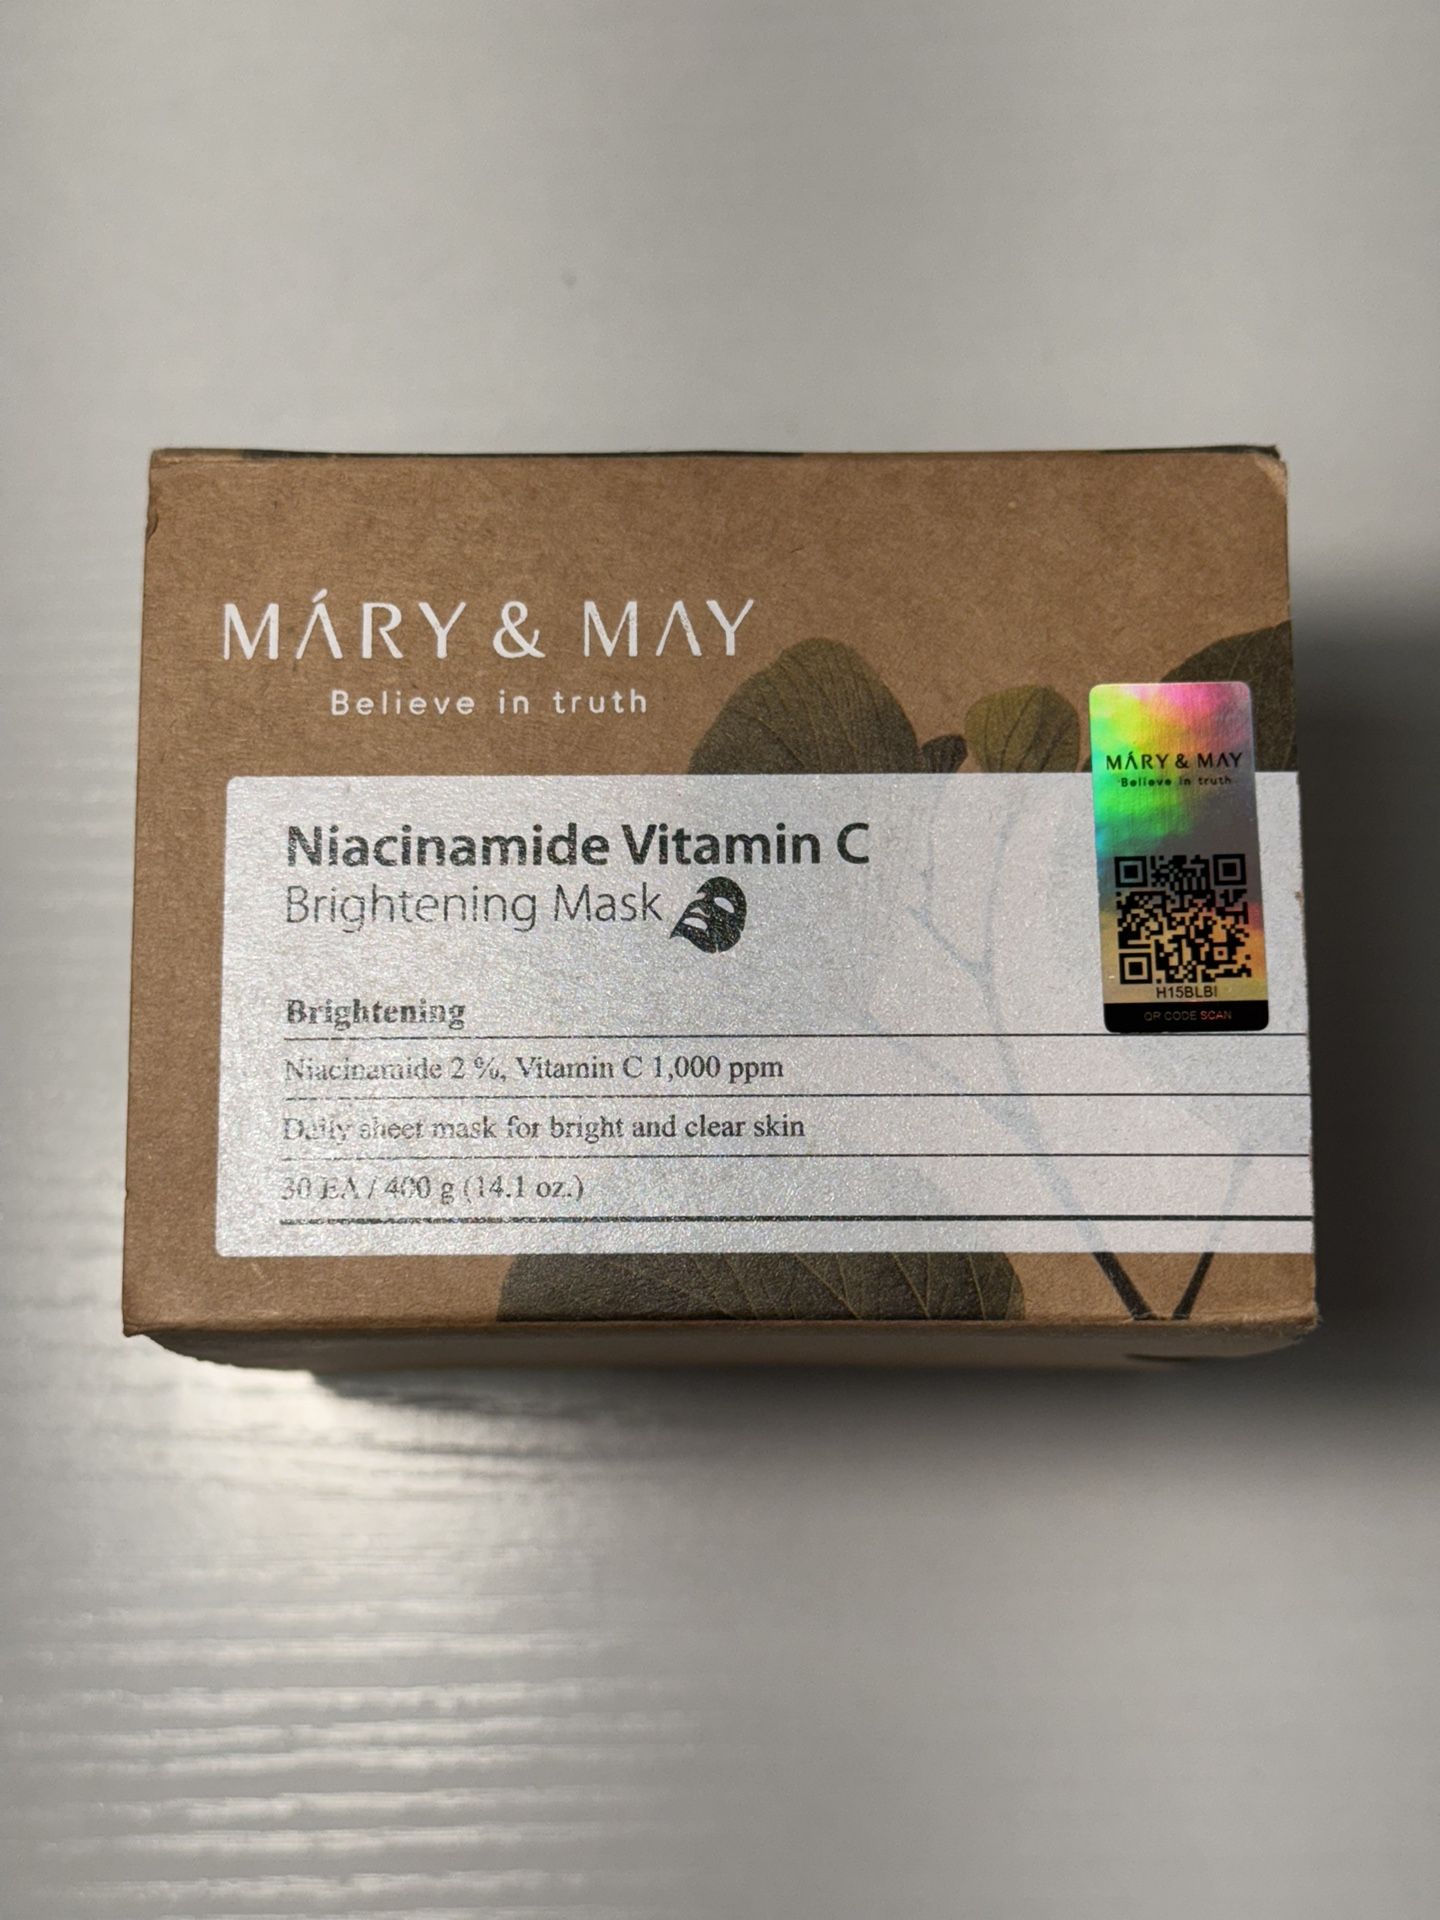 MÁRY & MAY
Believe in truth
Niacinamide Vitamin C
Brightening Mask
Brightening
Niacinamide 2 %, Vitamin C 1,000 ppm
Daily sheet mask for bright and clear skin
30 EA / 400 g (14.1 oz.)
MÁRY & MAY
Believe in truth
H15BLBI
QR CODE SCAN